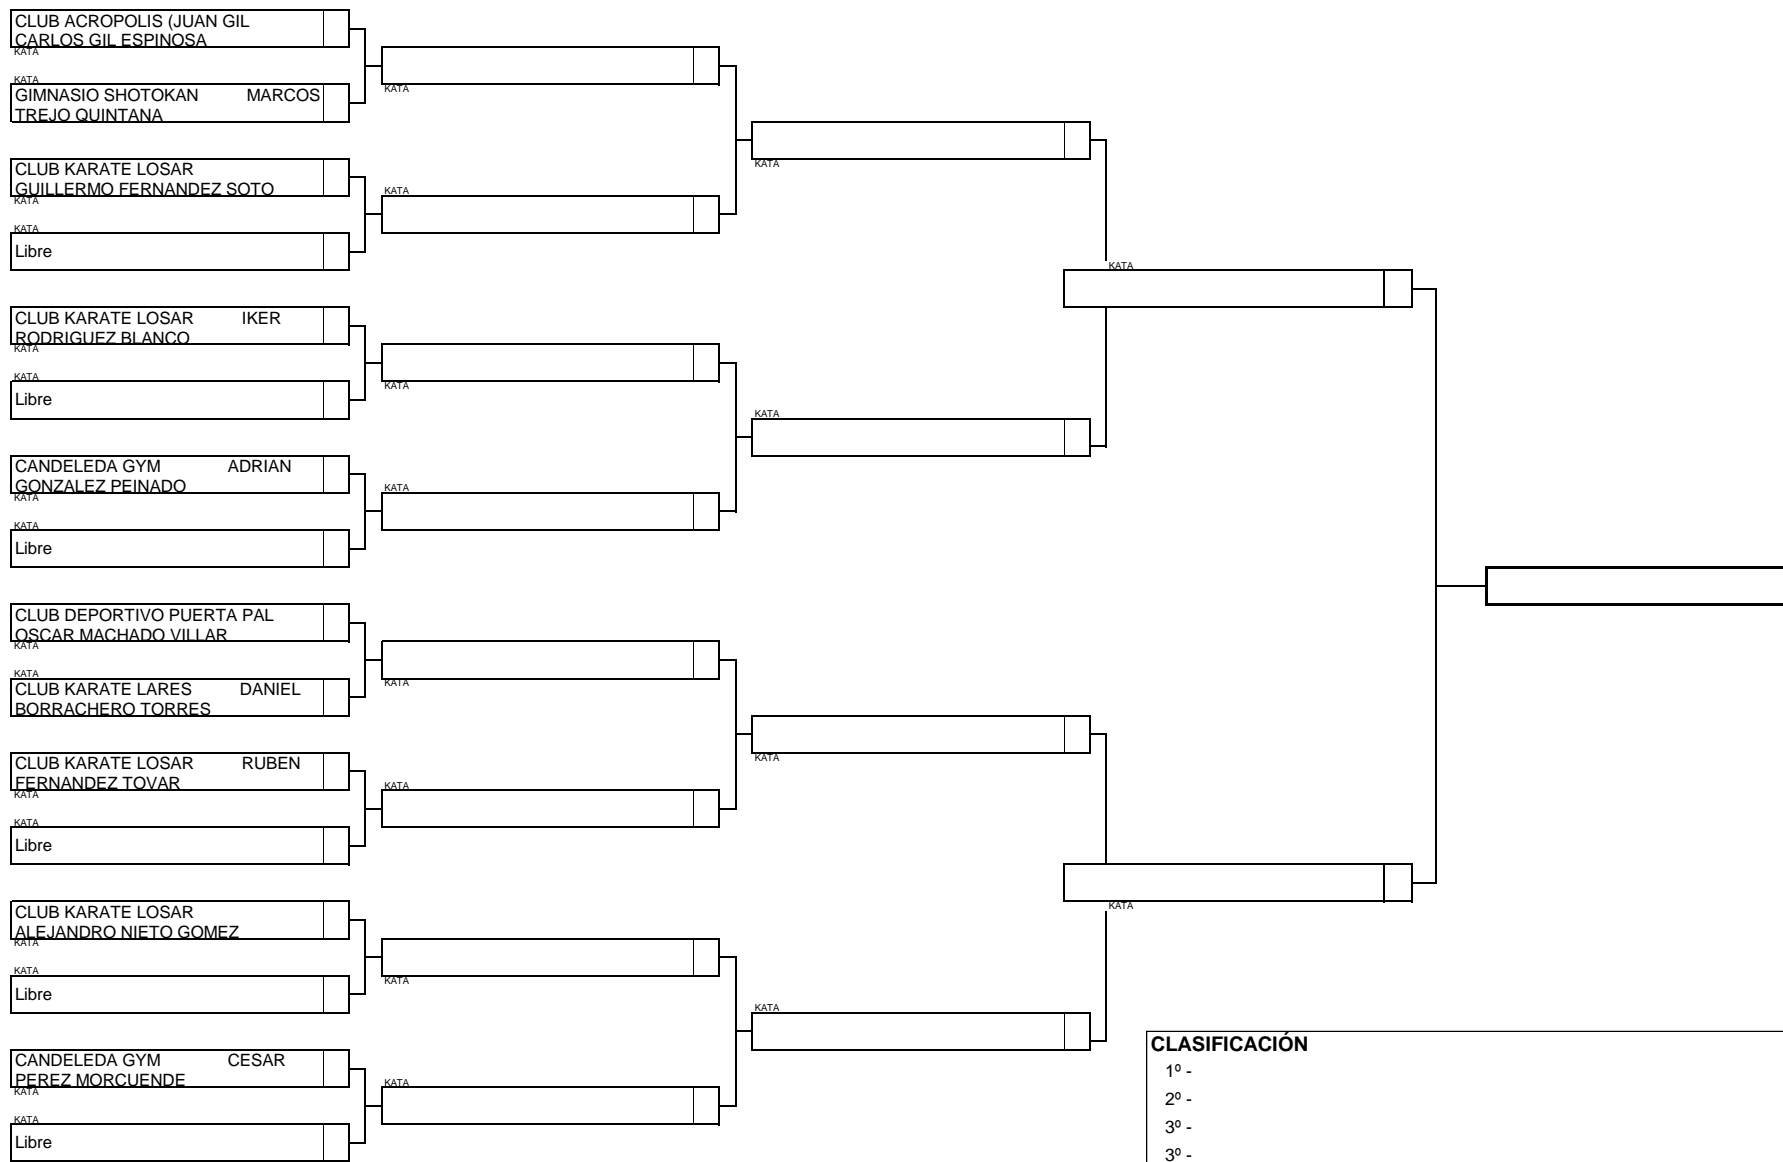 CLUB ACROPOLIS (JUAN GIL
CARLOS GIL ESPINOSA
KATA
KATA
GIMNASIO SHOTOKAN MARCOS
TREJO QUINTANA
CLUB KARATE LOSAR
GUILLERMO FERNANDEZ SOTO
KATA
KATA
Libre
CLUB KARATE LOSAR IKER
RODRIGUEZ BLANCO
KATA
KATA
Libre
CANDELEDA GYM ADRIAN
GONZALEZ PEINADO
KATA
KATA
Libre
CLUB DEPORTIVO PUERTA PAL
OSCAR MACHADO VILLAR
KATA
KATA
CLUB KARATE LARES DANIEL
BORRACHERO TORRES
CLUB KARATE LOSAR RUBEN
FERNANDEZ TOVAR
KATA
KATA
Libre
CLUB KARATE LOSAR
ALEJANDRO NIETO GOMEZ
KATA
KATA
Libre
CANDELEDA GYM CESAR
PEREZ MORCUENDE
KATA
KATA
Libre
KATA
KATA
KATA
KATA
KATA
KATA
KATA
KATA
KATA
KATA
KATA
KATA
KATA
KATA
CLASIFICACIÓN
1º -
2º -
3º -
3º -